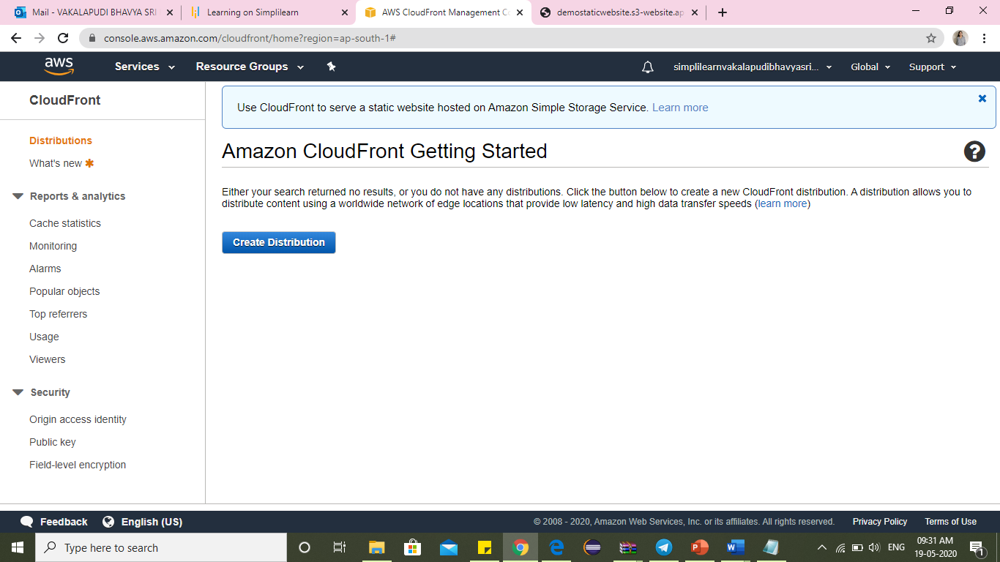 Mail - VAKALAPUDI BHAVYA SRI
Learning on Simplilearn
AWS CloudFront Management C
demostaticwebsite.s3-website.ap
console.aws.amazon.com/cloudfront/home?region=ap-south-1#
aws
Services
Resource Groups
simplilearnvakalapudibhavyasri...
Global
Support
CloudFront
Distributions
What's new
Reports & analytics
Cache statistics
Monitoring
Alarms
Popular objects
Top referrers
Usage
Viewers
Security
Origin access identity
Public key
Field-level encryption
Use CloudFront to serve a static website hosted on Amazon Simple Storage Service. Learn more
Amazon CloudFront Getting Started
Either your search returned no results, or you do not have any distributions. Click the button below to create a new CloudFront distribution. A distribution allows you to
distribute content using a worldwide network of edge locations that provide low latency and high data transfer speeds (learn more)
Create Distribution
Feedback
English (US)
© 2008 - 2020, Amazon Web Services, Inc. or its affiliates. All rights reserved.
Privacy Policy
Terms of Use
Type here to search
ENG
09:31 AM
19-05-2020
1